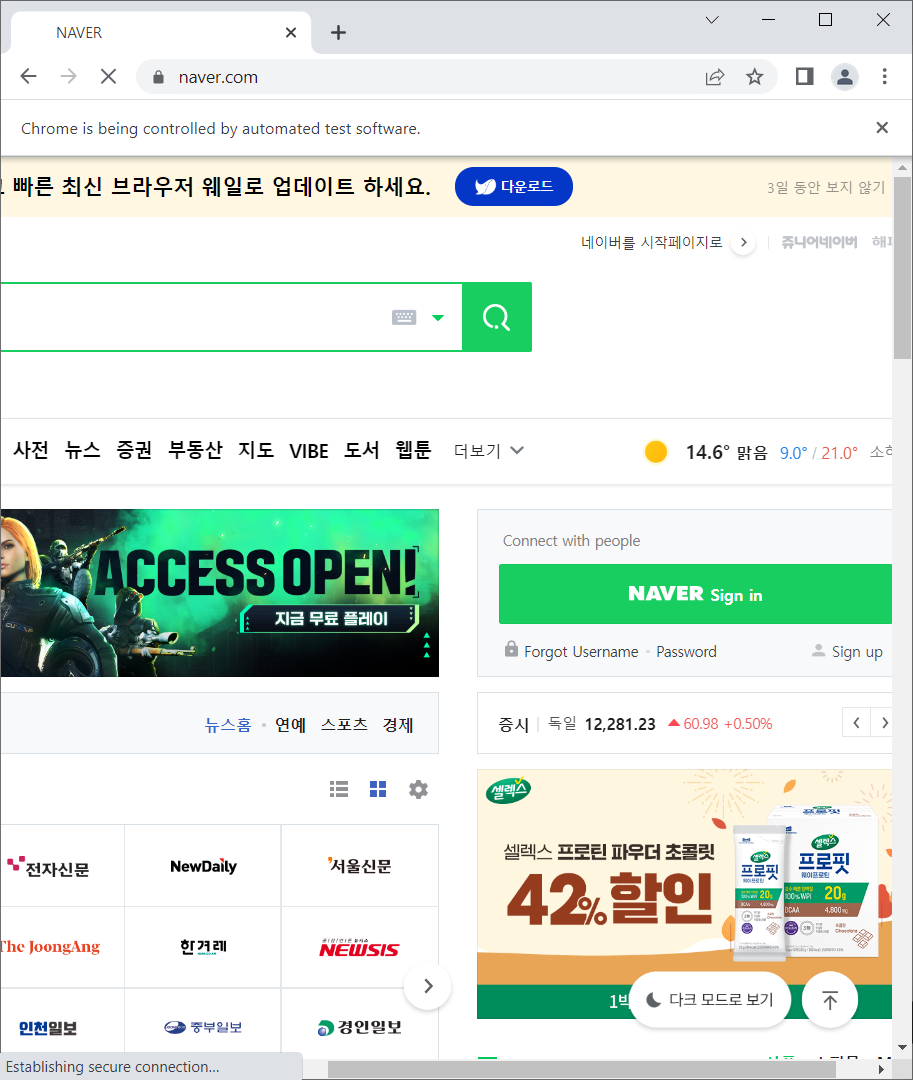 NAVER
naver.com
Chrome is being controlled by automated test software.
빠른 최신 브라우저 웨일로 업데이트 하세요.
다운로드
3일 동안 보지 않기
네이버를 시작페이지로
쥬니어네이버
사전 뉴스 증권 부동산 지도 VIBE 도서 웹툰 더보기
14.6° 맑음 9.0° / 21.0°
ACCESS OPEN!
지금 무료 플레이
Connect with people
NAVER Sign in
Forgot Username Password Sign up
뉴스홈 연예 스포츠 경제
증시 독일 12,281.23 60.98 +0.50%
전자신문 NewDaily 서울신문
The JoongAng 한겨레 NEWSIS
인천일보 중부일보 경인일보
셀렉스
셀렉스 프로틴 파우더 초콜릿
42% 할인
셀렉스
프로핏
웨이프로틴
100% WPI 20g
BCAA 4,800mg
Chocolate
다크 모드로 보기
Establishing secure connection...